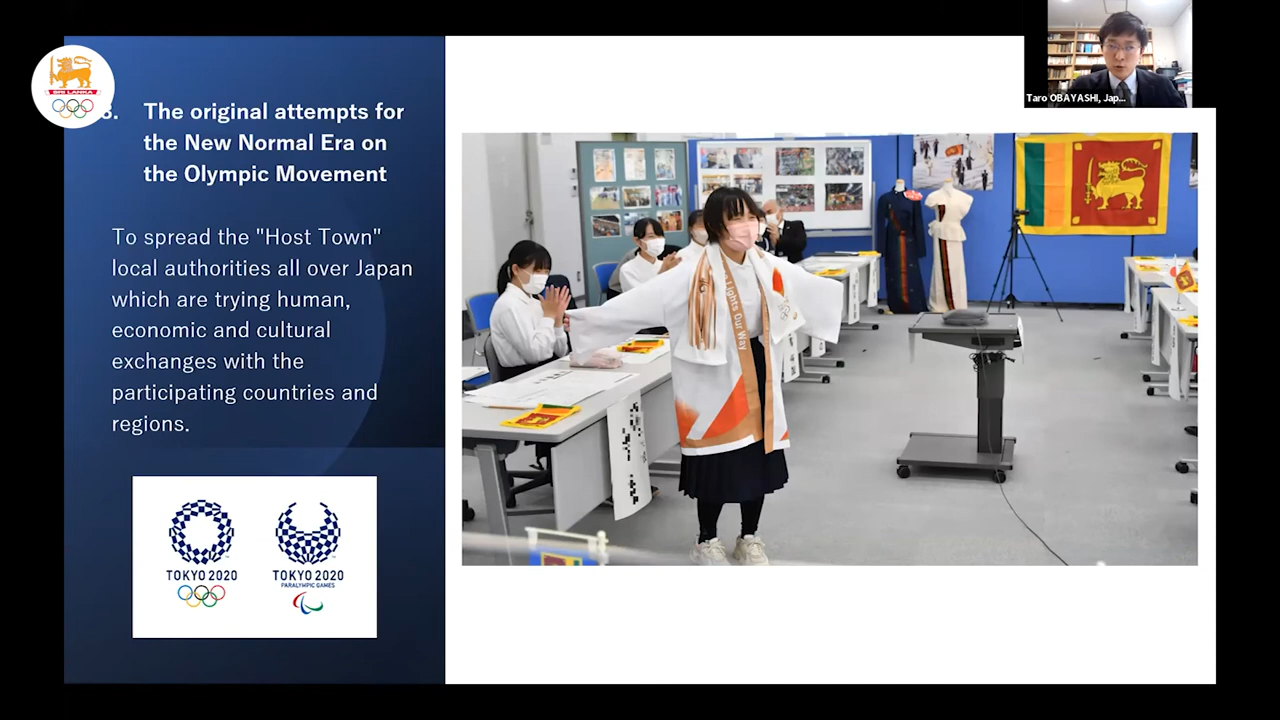 SRI LANKA
3. The original attempts for
the New Normal Era on
the Olympic Movement
To spread the "Host Town"
local authorities all over Japan
which are trying human,
economic and cultural
exchanges with the
participating countries and
regions.
TOKYO 2020
TOKYO 2020
PARALYMPIC GAMES
Taro OBAYASHI, Jap...
Lights Our Way